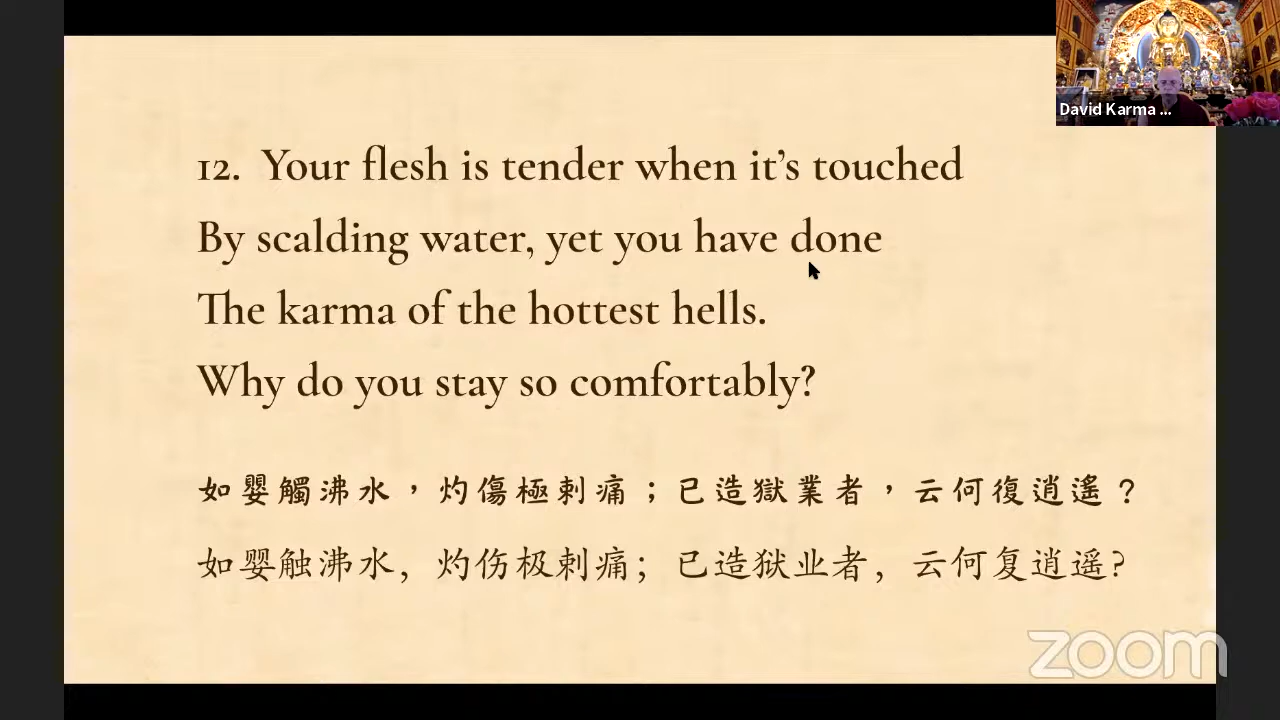 David Karma ...
12. Your flesh is tender when it’s touched
By scalding water, yet you have done
The karma of the hottest hells.
Why do you stay so comfortably?
如嬰觸沸水，灼傷極刺痛；已造獄業者，云何復逍遙？
如婴触沸水，灼伤极刺痛；已造狱业者，云何复逍遥?
zoom